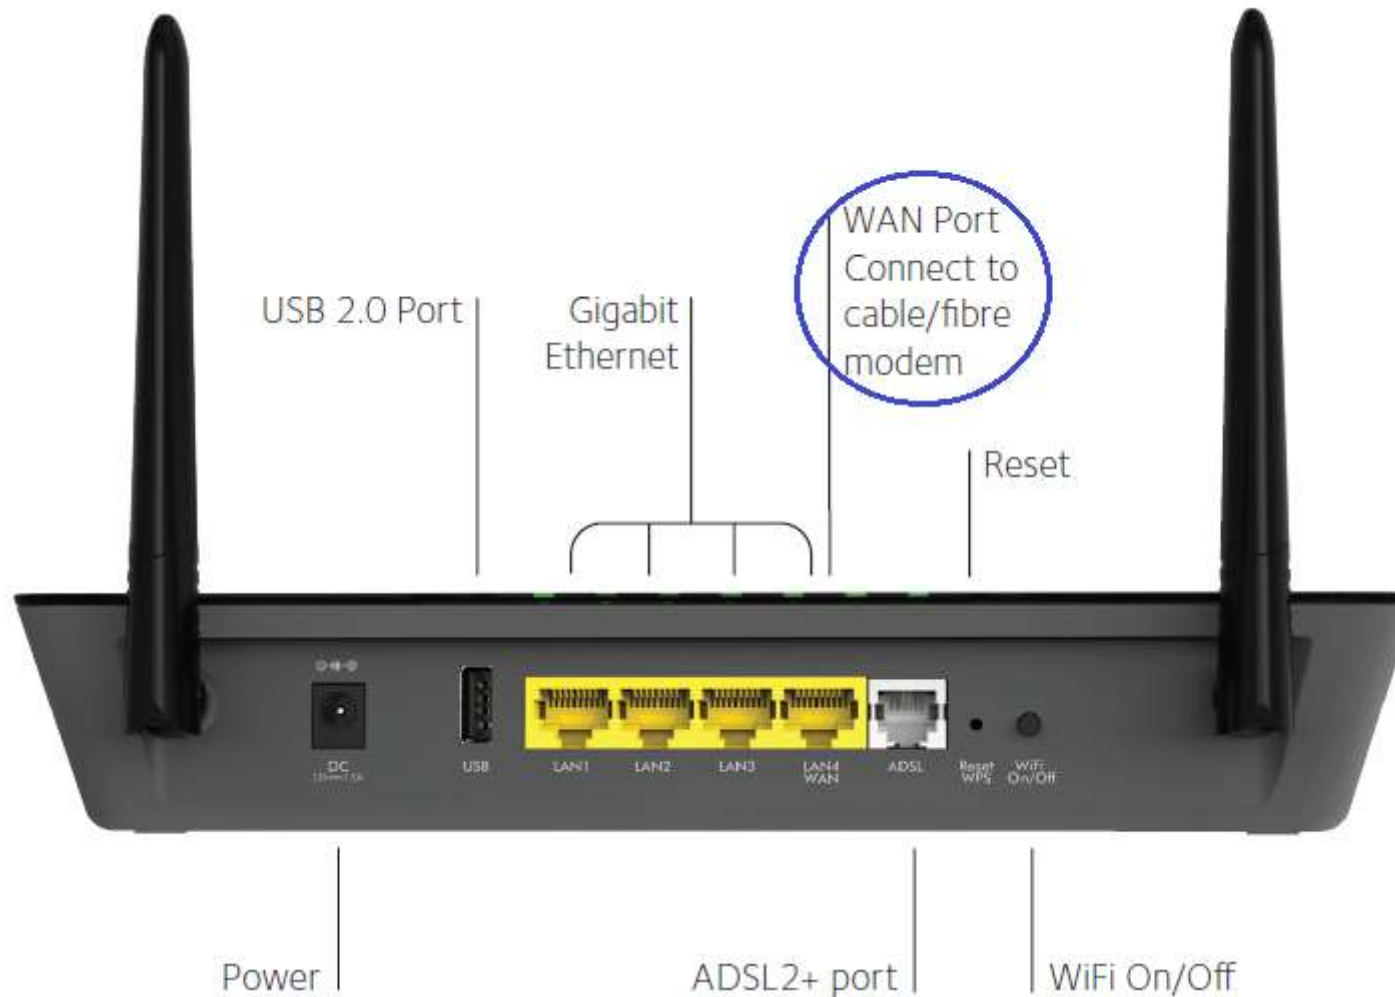 WAN Port
Connect to
cable/fibre
modem
USB 2.0 Port
Gigabit
Ethernet
Reset
DC
USB
LAN1
LAN2
LAN3
LAN4
WAN
ADSL
Reset
WPS
WiFi
On/Off
Power
ADSL2+ port
WiFi On/Off